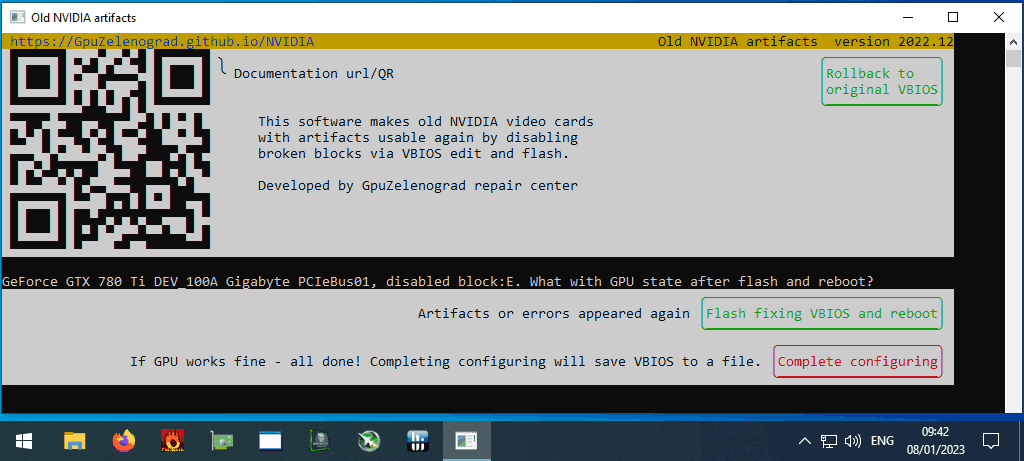 Old NVIDIA artifacts
https://GpuZelenograd.github.io/NVIDIA Old NVIDIA artifacts version 2022.12
Documentation url/QR
Rollback to
original VBIOS
This software makes old NVIDIA video cards
with artifacts usable again by disabling
broken blocks via VBIOS edit and flash.
Developed by GpuZelenograd repair center
GeForce GTX 780 Ti DEV_100A Gigabyte PCIeBus01, disabled block:E. What with GPU state after flash and reboot?
Artifacts or errors appeared again Flash fixing VBIOS and reboot
If GPU works fine - all done! Completing configuring will save VBIOS to a file. Complete configuring
ENG
09:42
08/01/2023